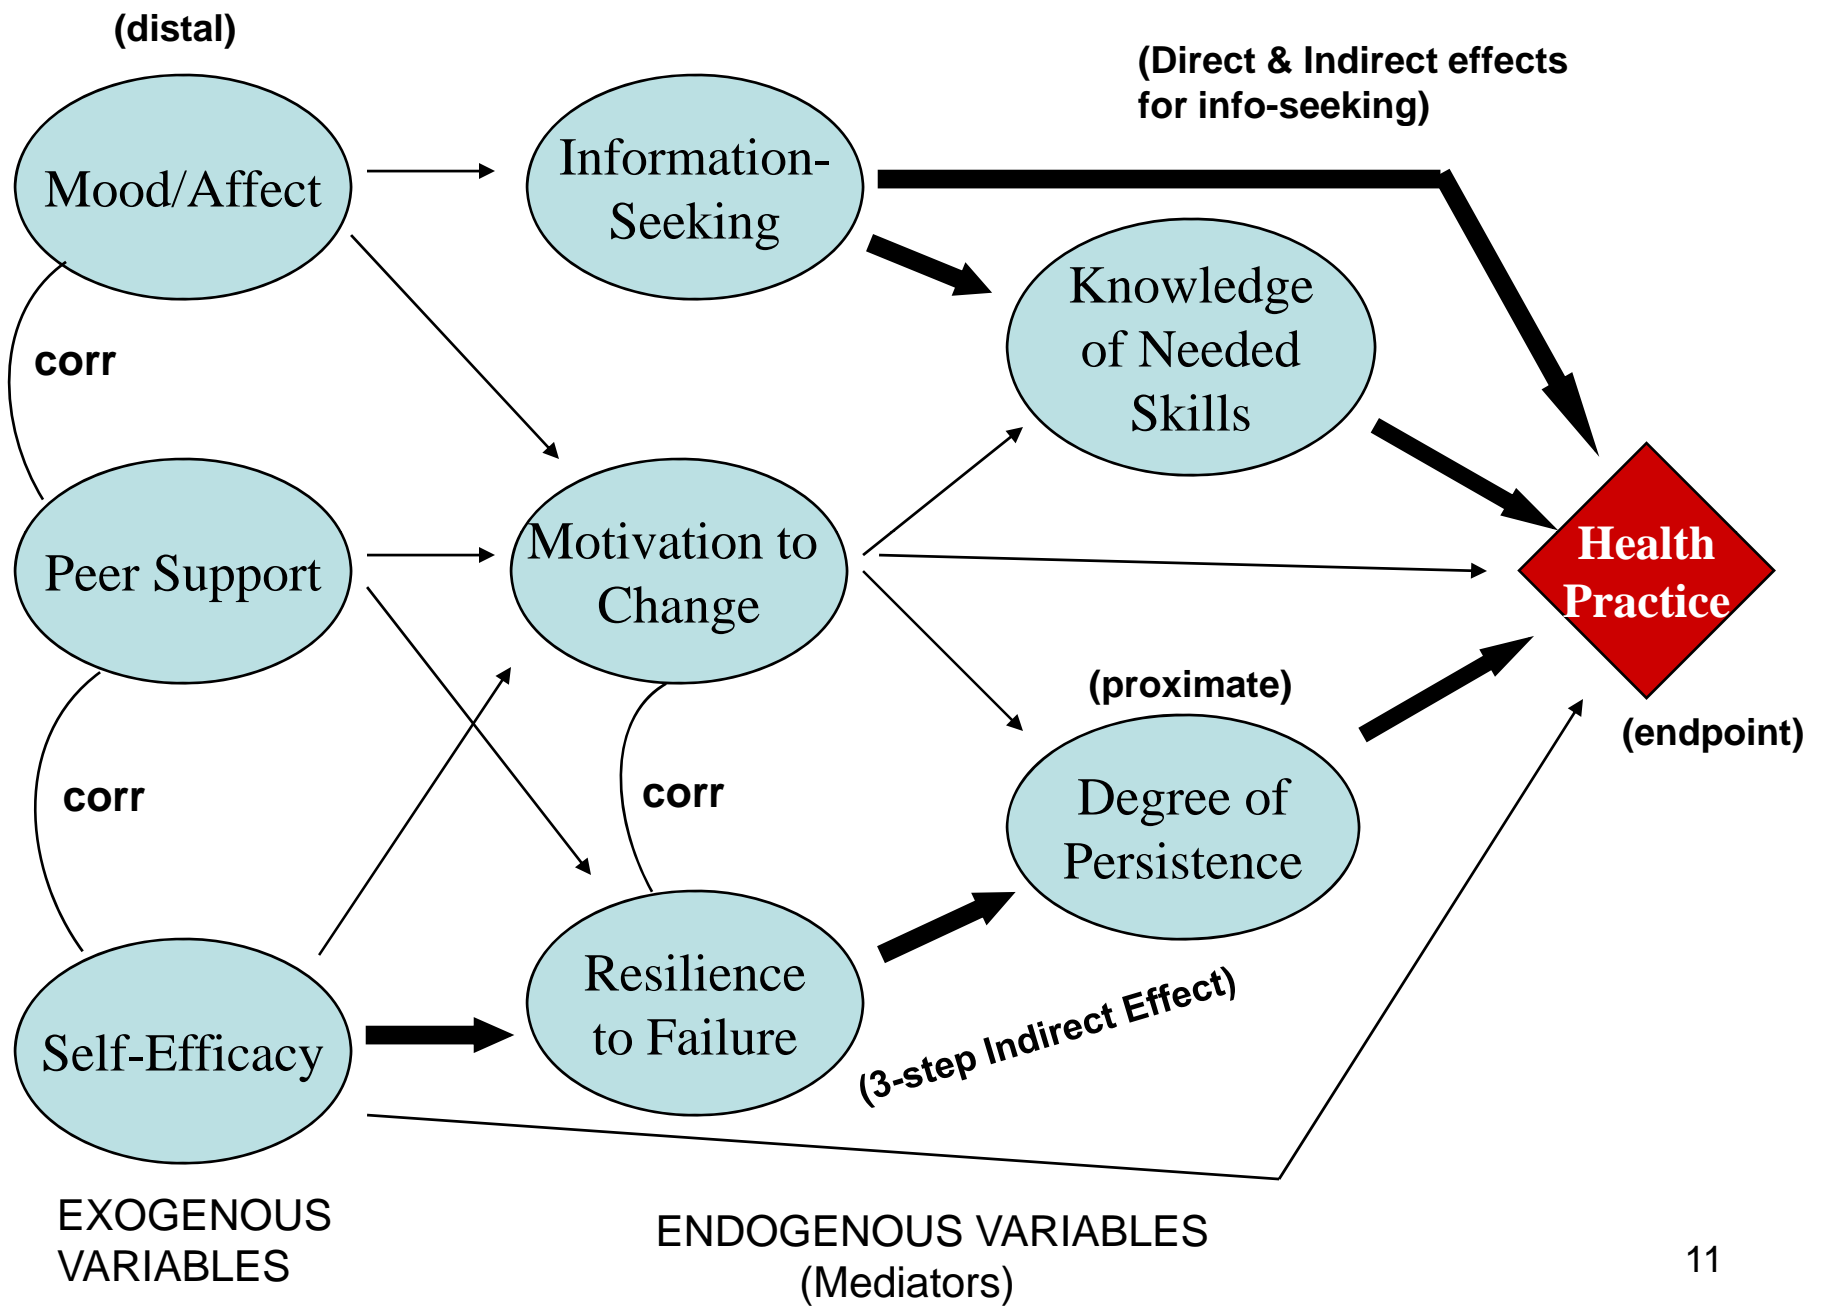 (distal)
(Direct & Indirect effects
for info-seeking)
Mood/Affect
Information-
Seeking
Knowledge
of Needed
Skills
corr
Peer Support
Motivation to
Change
Health
Practice
(proximate)
(endpoint)
corr
corr
Degree of
Persistence
Self-Efficacy
Resilience
to Failure
(3-step Indirect Effect)
EXOGENOUS
VARIABLES
ENDOGENOUS VARIABLES
(Mediators)
11